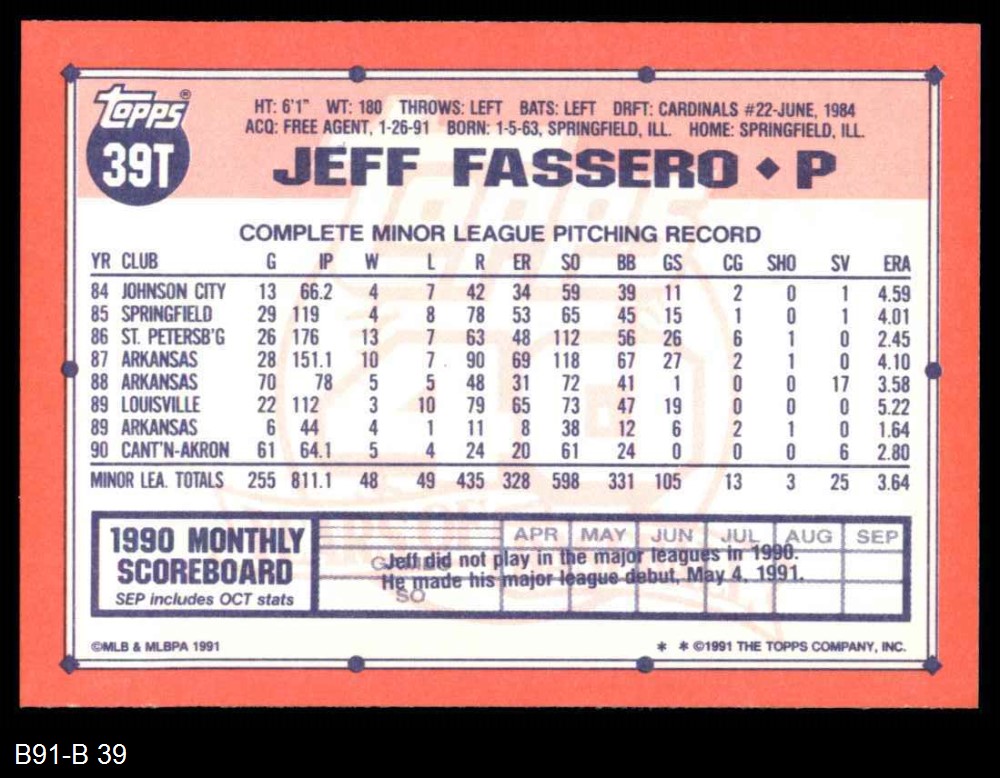 Topps®
39T
HT: 6'1" WT: 180 THROWS: LEFT BATS: LEFT DRFT: CARDINALS #22-JUNE, 1984
ACQ: FREE AGENT, 1-26-91 BORN: 1-5-63, SPRINGFIELD, ILL. HOME: SPRINGFIELD, ILL.
JEFF FASSERO ◆ P
COMPLETE MINOR LEAGUE PITCHING RECORD
YR CLUB G IP W L R ER SO BB GS CG SHO SV ERA
84 JOHNSON CITY 13 66.2 4 7 42 34 59 39 11 2 0 1 4.59
85 SPRINGFIELD 29 119 4 8 78 53 65 45 15 1 0 1 4.01
86 ST. PETERSB'G 26 176 13 7 63 48 112 56 26 6 1 0 2.45
87 ARKANSAS 28 151.1 10 7 90 69 118 67 27 2 1 0 4.10
88 ARKANSAS 70 78 5 5 48 31 72 41 1 0 0 17 3.58
89 LOUISVILLE 22 112 3 10 79 65 73 47 19 0 0 0 5.22
89 ARKANSAS 6 44 4 1 11 8 38 12 6 2 1 0 1.64
90 CANT'N-AKRON 61 64.1 5 4 24 20 61 24 0 0 0 6 2.80
MINOR LEA. TOTALS 255 811.1 48 49 435 328 598 331 105 13 3 25 3.64
1990 MONTHLY
SCOREBOARD
SEP includes OCT stats
APR MAY JUN JUL AUG SEP
Jeff did not play in the major leagues in 1990.
He made his major league debut, May 4, 1991.
SO
©MLB & MLBPA 1991
* * ©1991 THE TOPPS COMPANY, INC.
B91-B 39